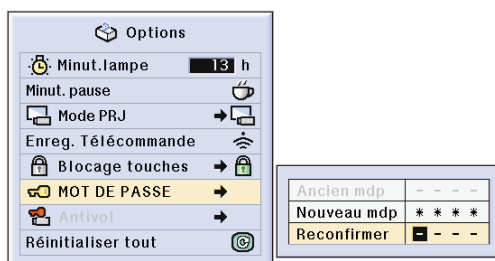 Options
Minut.lampe 13 h
Minut. pause
Mode PRJ
Enreg. Télécommande
Blocage touches
MOT DE PASSE
Antivol
Réinitialiser tout
Ancien mdp - - - -
Nouveau mdp * * * *
Reconfirmer - - - -